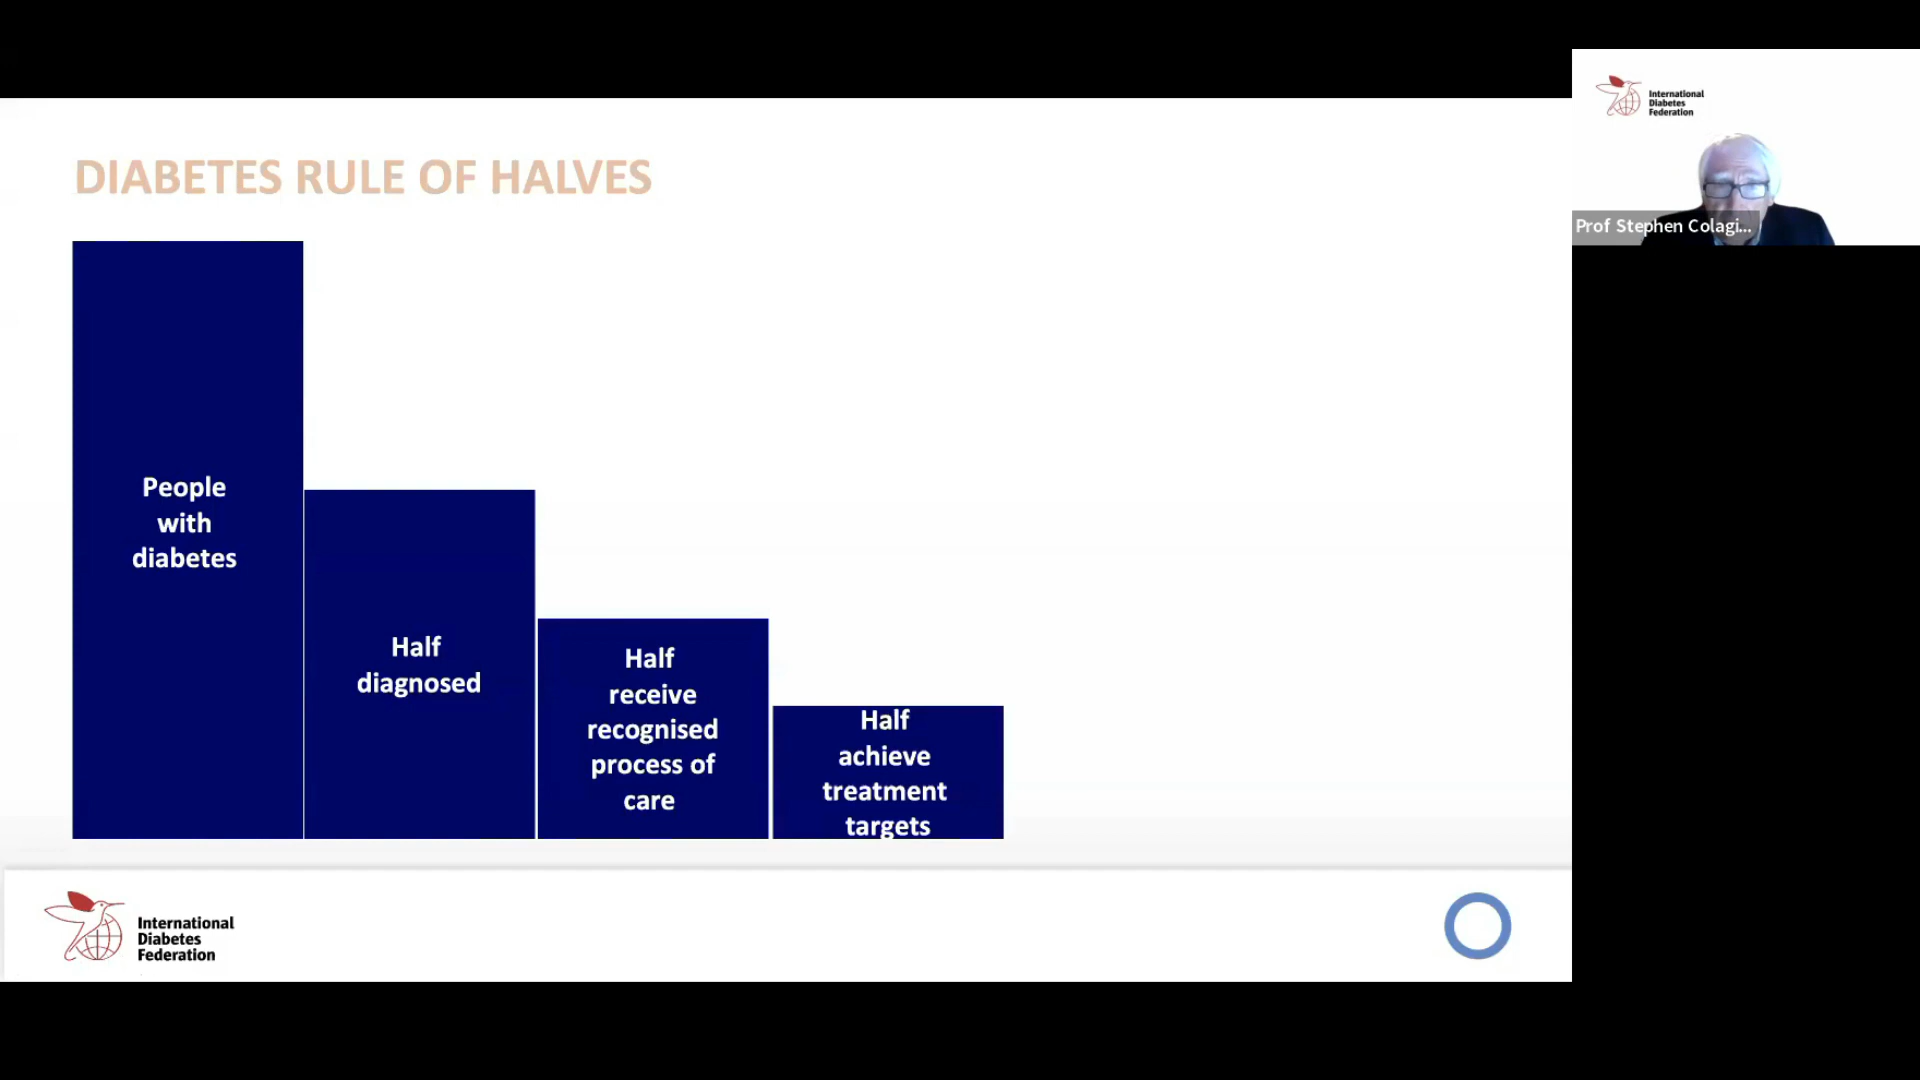 DIABETES RULE OF HALVES
People
with
diabetes
Half
diagnosed
Half
receive
recognised
process of
care
Half
achieve
treatment
targets
International
Diabetes
Federation
International
Diabetes
Federation
Prof Stephen Colagi...